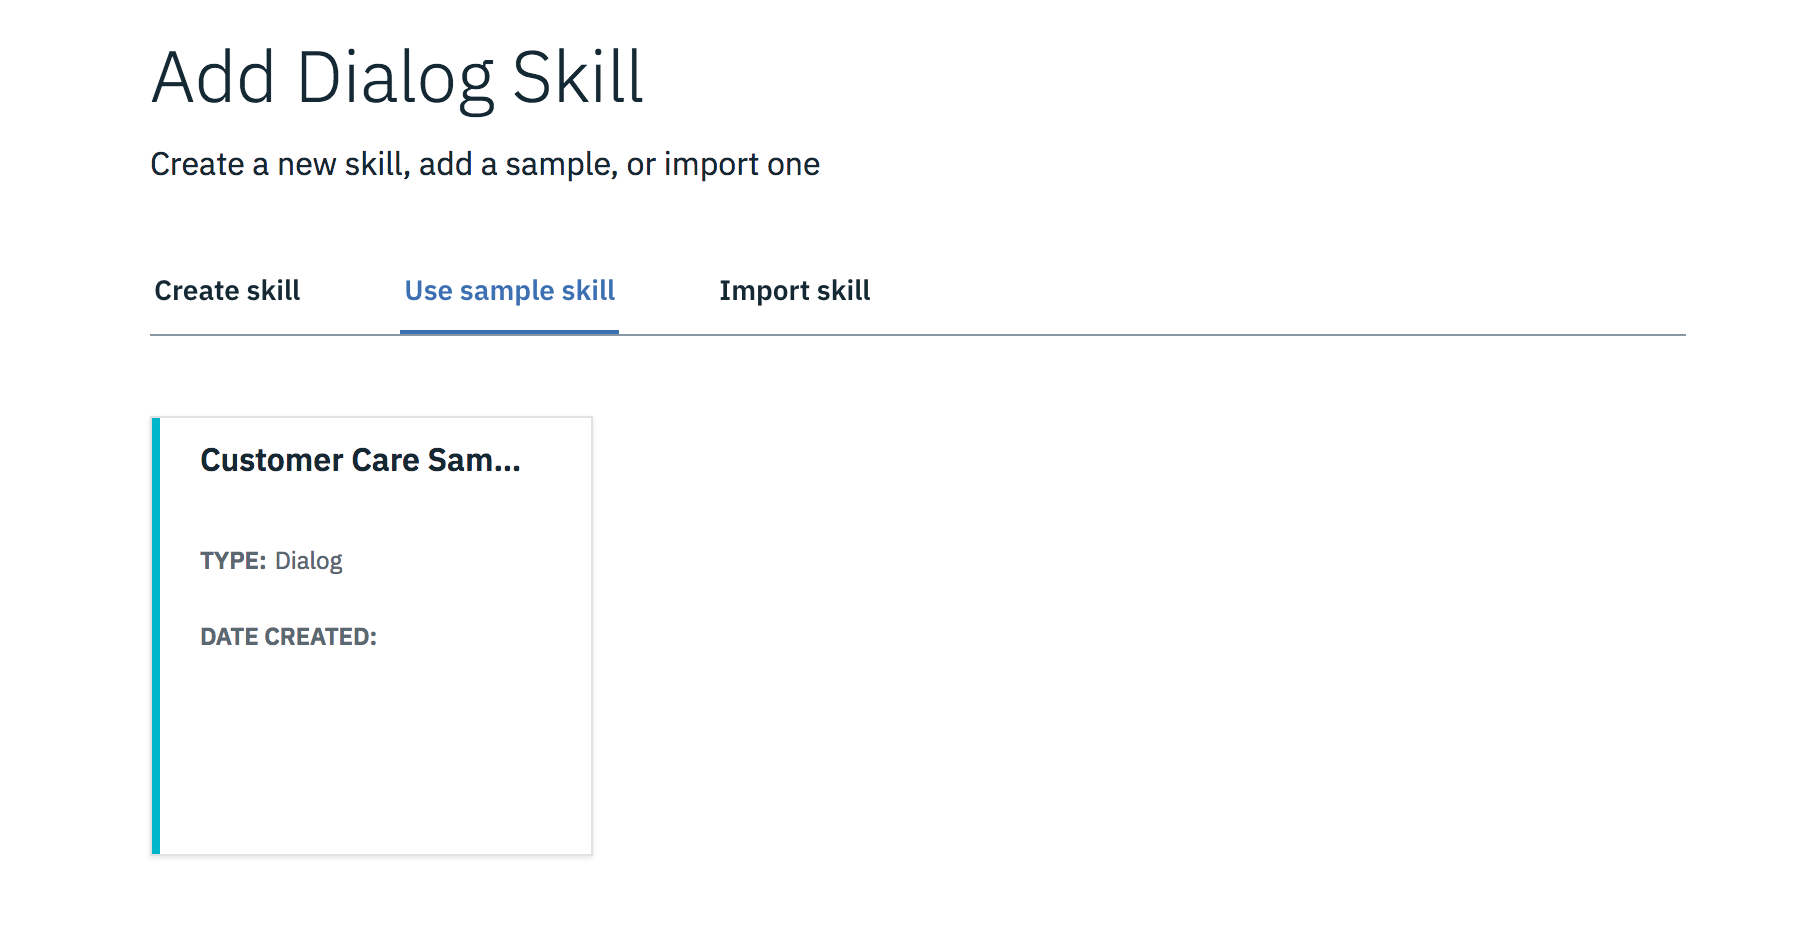 Add Dialog Skill
Create a new skill, add a sample, or import one
Create skill
Use sample skill
Import skill
Customer Care Sam...
TYPE: Dialog
DATE CREATED: